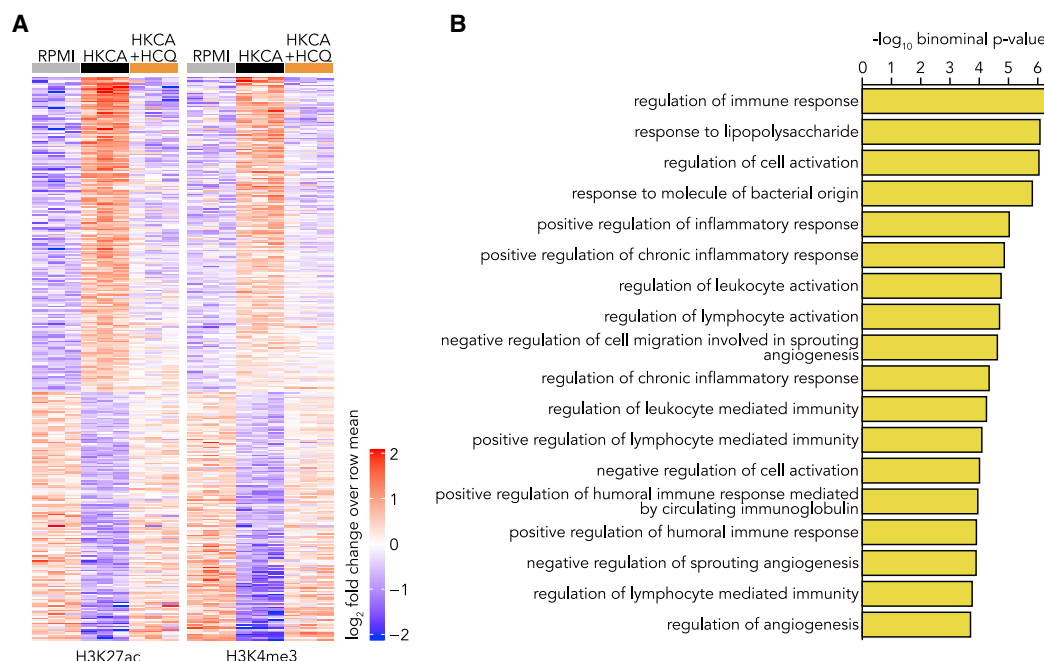 A
RPMI
HKCA
HKCA
+HCQ
RPMI
HKCA
HKCA
+HCQ
2
1
0
−1
−2
log2 fold change over row mean
H3K27ac
H3K4me3
B
-log10 binominal p-value
0 1 2 3 4 5 6
regulation of immune response
response to lipopolysaccharide
regulation of cell activation
response to molecule of bacterial origin
positive regulation of inflammatory response
positive regulation of chronic inflammatory response
regulation of leukocyte activation
regulation of lymphocyte activation
negative regulation of cell migration involved in sprouting
angiogenesis
regulation of chronic inflammatory response
regulation of leukocyte mediated immunity
positive regulation of lymphocyte mediated immunity
negative regulation of cell activation
positive regulation of humoral immune response mediated
by circulating immunoglobulin
positive regulation of humoral immune response
negative regulation of sprouting angiogenesis
regulation of lymphocyte mediated immunity
regulation of angiogenesis